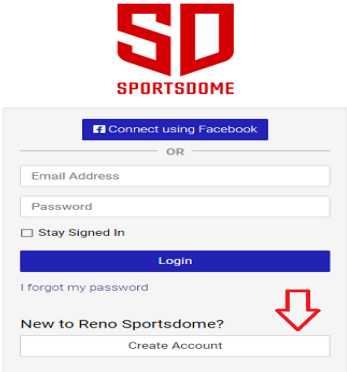 SD
SPORTSDOME
Connect using Facebook
OR
Email Address
Password
Stay Signed In
Login
I forgot my password
New to Reno Sportsdome?
Create Account